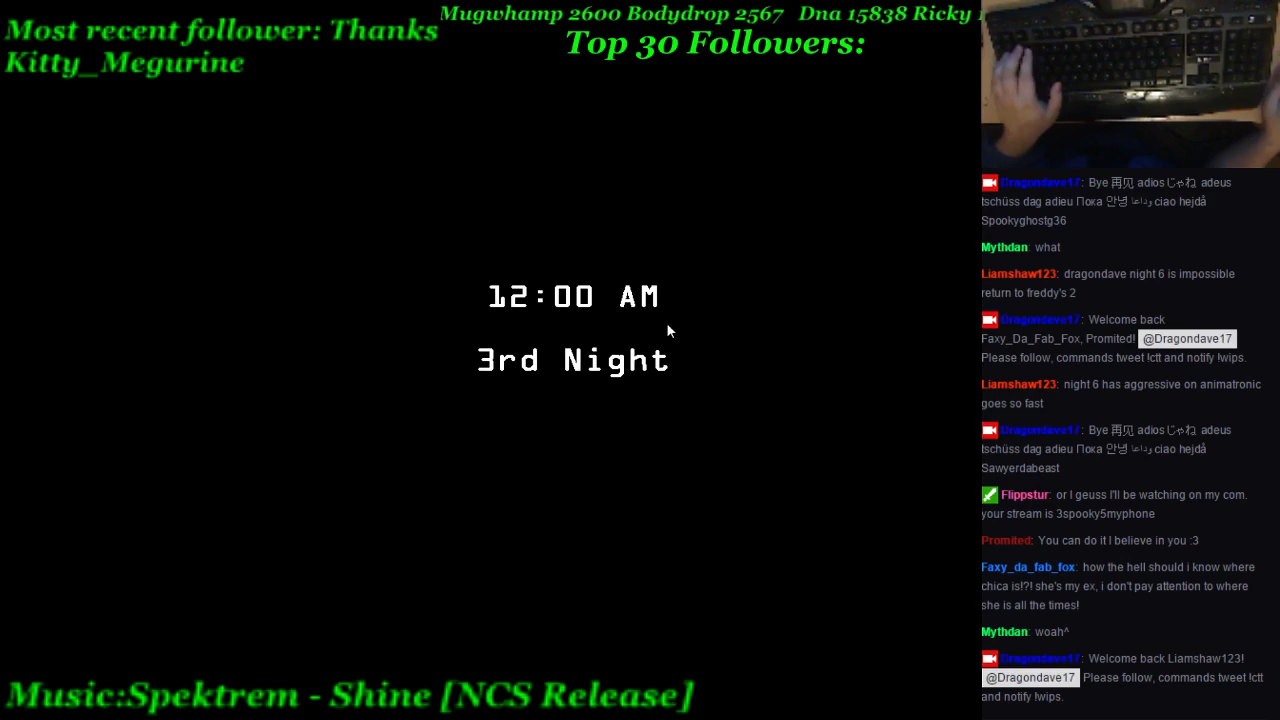 Most recent follower: Thanks
Kitty_Megurine
Mugwhamp 2600 Bodydrop 2567 Dna 15838 Ricky
Top 30 Followers:
12:00 AM
3rd Night
Music:Spektrem - Shine [NCS Release]
Dragondave17: Bye 再见 adios じゃね adeus
tschüss dag adieu Пока 안녕 وداعا ciao hejdå
Spookyghostg36
Mythdan: what
Liamshaw123: dragondave night 6 is impossible
return to freddy's 2
Dragondave17: Welcome back
Faxy_Da_Fab_Fox, Promited! @Dragondave17
Please follow, commands tweet !ctt and notify !wips.
Liamshaw123: night 6 has aggressive on animatronic
goes so fast
Dragondave17: Bye 再见 adios じゃね adeus
tschüss dag adieu Пока 안녕 وداعا ciao hejdå
Sawyerdabeast
Flippstur: or I geuss I'll be watching on my com.
your stream is 3spooky5myphone
Promited: You can do it I believe in you :3
Faxy_da_fab_fox: how the hell should i know where
chica is!?! she's my ex, i don't pay attention to where
she is all the times!
Mythdan: woah^
Dragondave17: Welcome back Liamshaw123!
@Dragondave17 Please follow, commands tweet !ctt
and notify !wips.